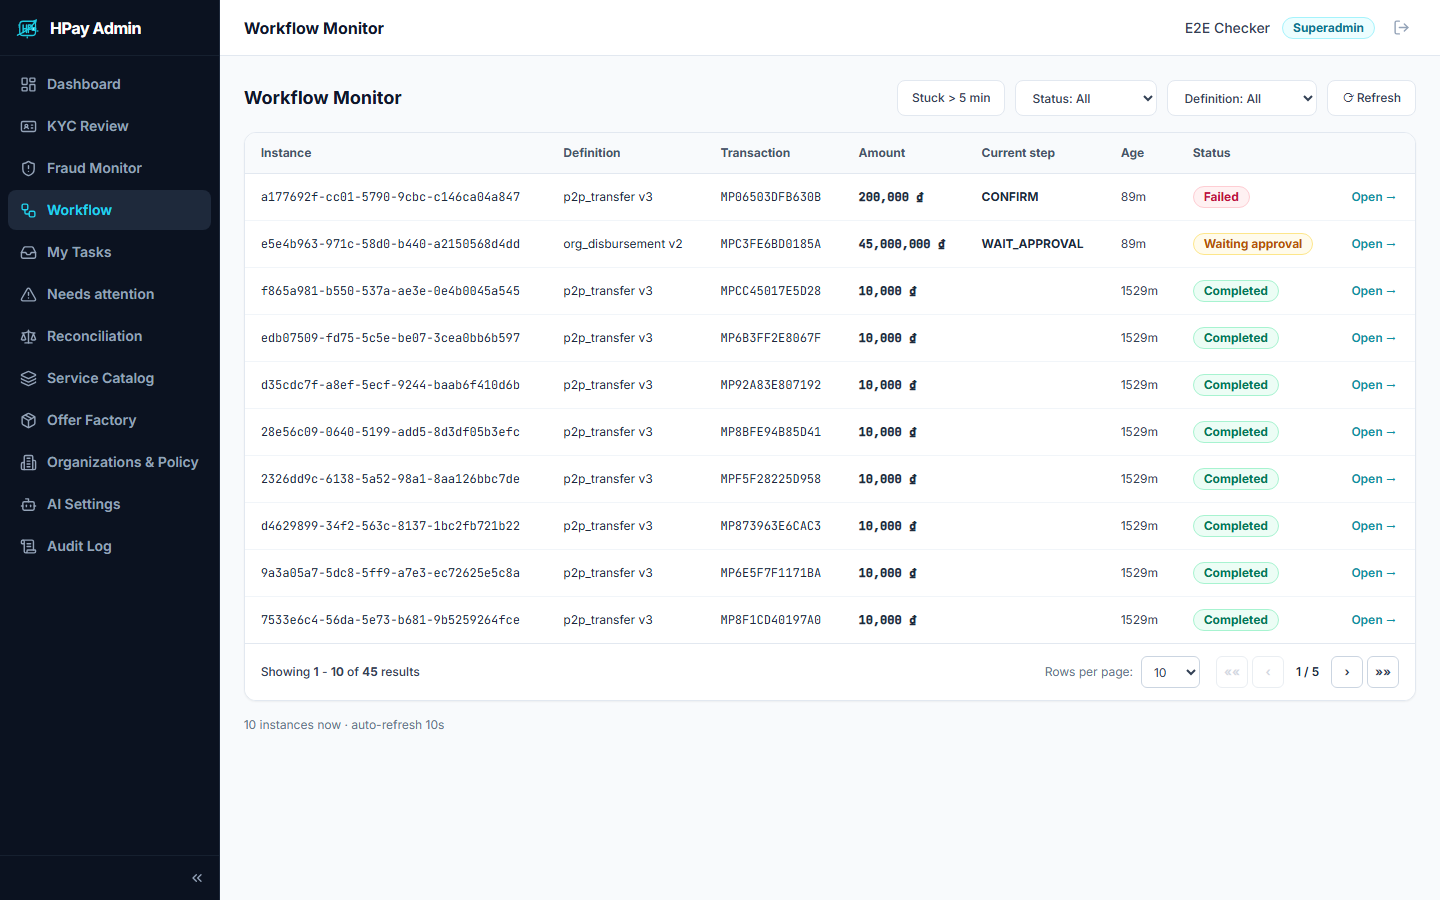 HPay Admin
Workflow Monitor
E2E Checker
Superadmin
Dashboard
KYC Review
Fraud Monitor
Workflow
My Tasks
Needs attention
Reconciliation
Service Catalog
Offer Factory
Organizations & Policy
AI Settings
Audit Log
«
Workflow Monitor
Stuck > 5 min
Status: All
Definition: All
Refresh
Instance Definition Transaction Amount Current step Age Status
a177692f-cc01-5790-9cbc-c146ca04a847 p2p_transfer v3 MP06503DFB630B 200,000 ₫ CONFIRM 89m Failed Open →
e5e4b963-971c-58d0-b440-a2150568d4dd org_disbursement v2 MPC3FE6BD0185A 45,000,000 ₫ WAIT_APPROVAL 89m Waiting approval Open →
f865a981-b550-537a-ae3e-0e4b0045a545 p2p_transfer v3 MPCC45017E5D28 10,000 ₫ 1529m Completed Open →
edb07509-fd75-5c5e-be07-3cea0bb6b597 p2p_transfer v3 MP6B3FF2E8067F 10,000 ₫ 1529m Completed Open →
d35cdc7f-a8ef-5ecf-9244-baab6f410d6b p2p_transfer v3 MP92A83E807192 10,000 ₫ 1529m Completed Open →
28e56c09-0640-5199-add5-8d3df05b3efc p2p_transfer v3 MP8BFE94B85D41 10,000 ₫ 1529m Completed Open →
2326dd9c-6138-5a52-98a1-8aa126bbc7de p2p_transfer v3 MPF5F28225D958 10,000 ₫ 1529m Completed Open →
d4629899-34f2-563c-8137-1bc2fb721b22 p2p_transfer v3 MP873963E6CAC3 10,000 ₫ 1529m Completed Open →
9a3a05a7-5dc8-5ff9-a7e3-ec72625e5c8a p2p_transfer v3 MP6E5F7F1171BA 10,000 ₫ 1529m Completed Open →
7533e6c4-56da-5e73-b681-9b5259264fce p2p_transfer v3 MP8F1CD40197A0 10,000 ₫ 1529m Completed Open →
Showing 1 - 10 of 45 results
Rows per page: 10 «« ‹ 1 / 5 › »»
10 instances now · auto-refresh 10s